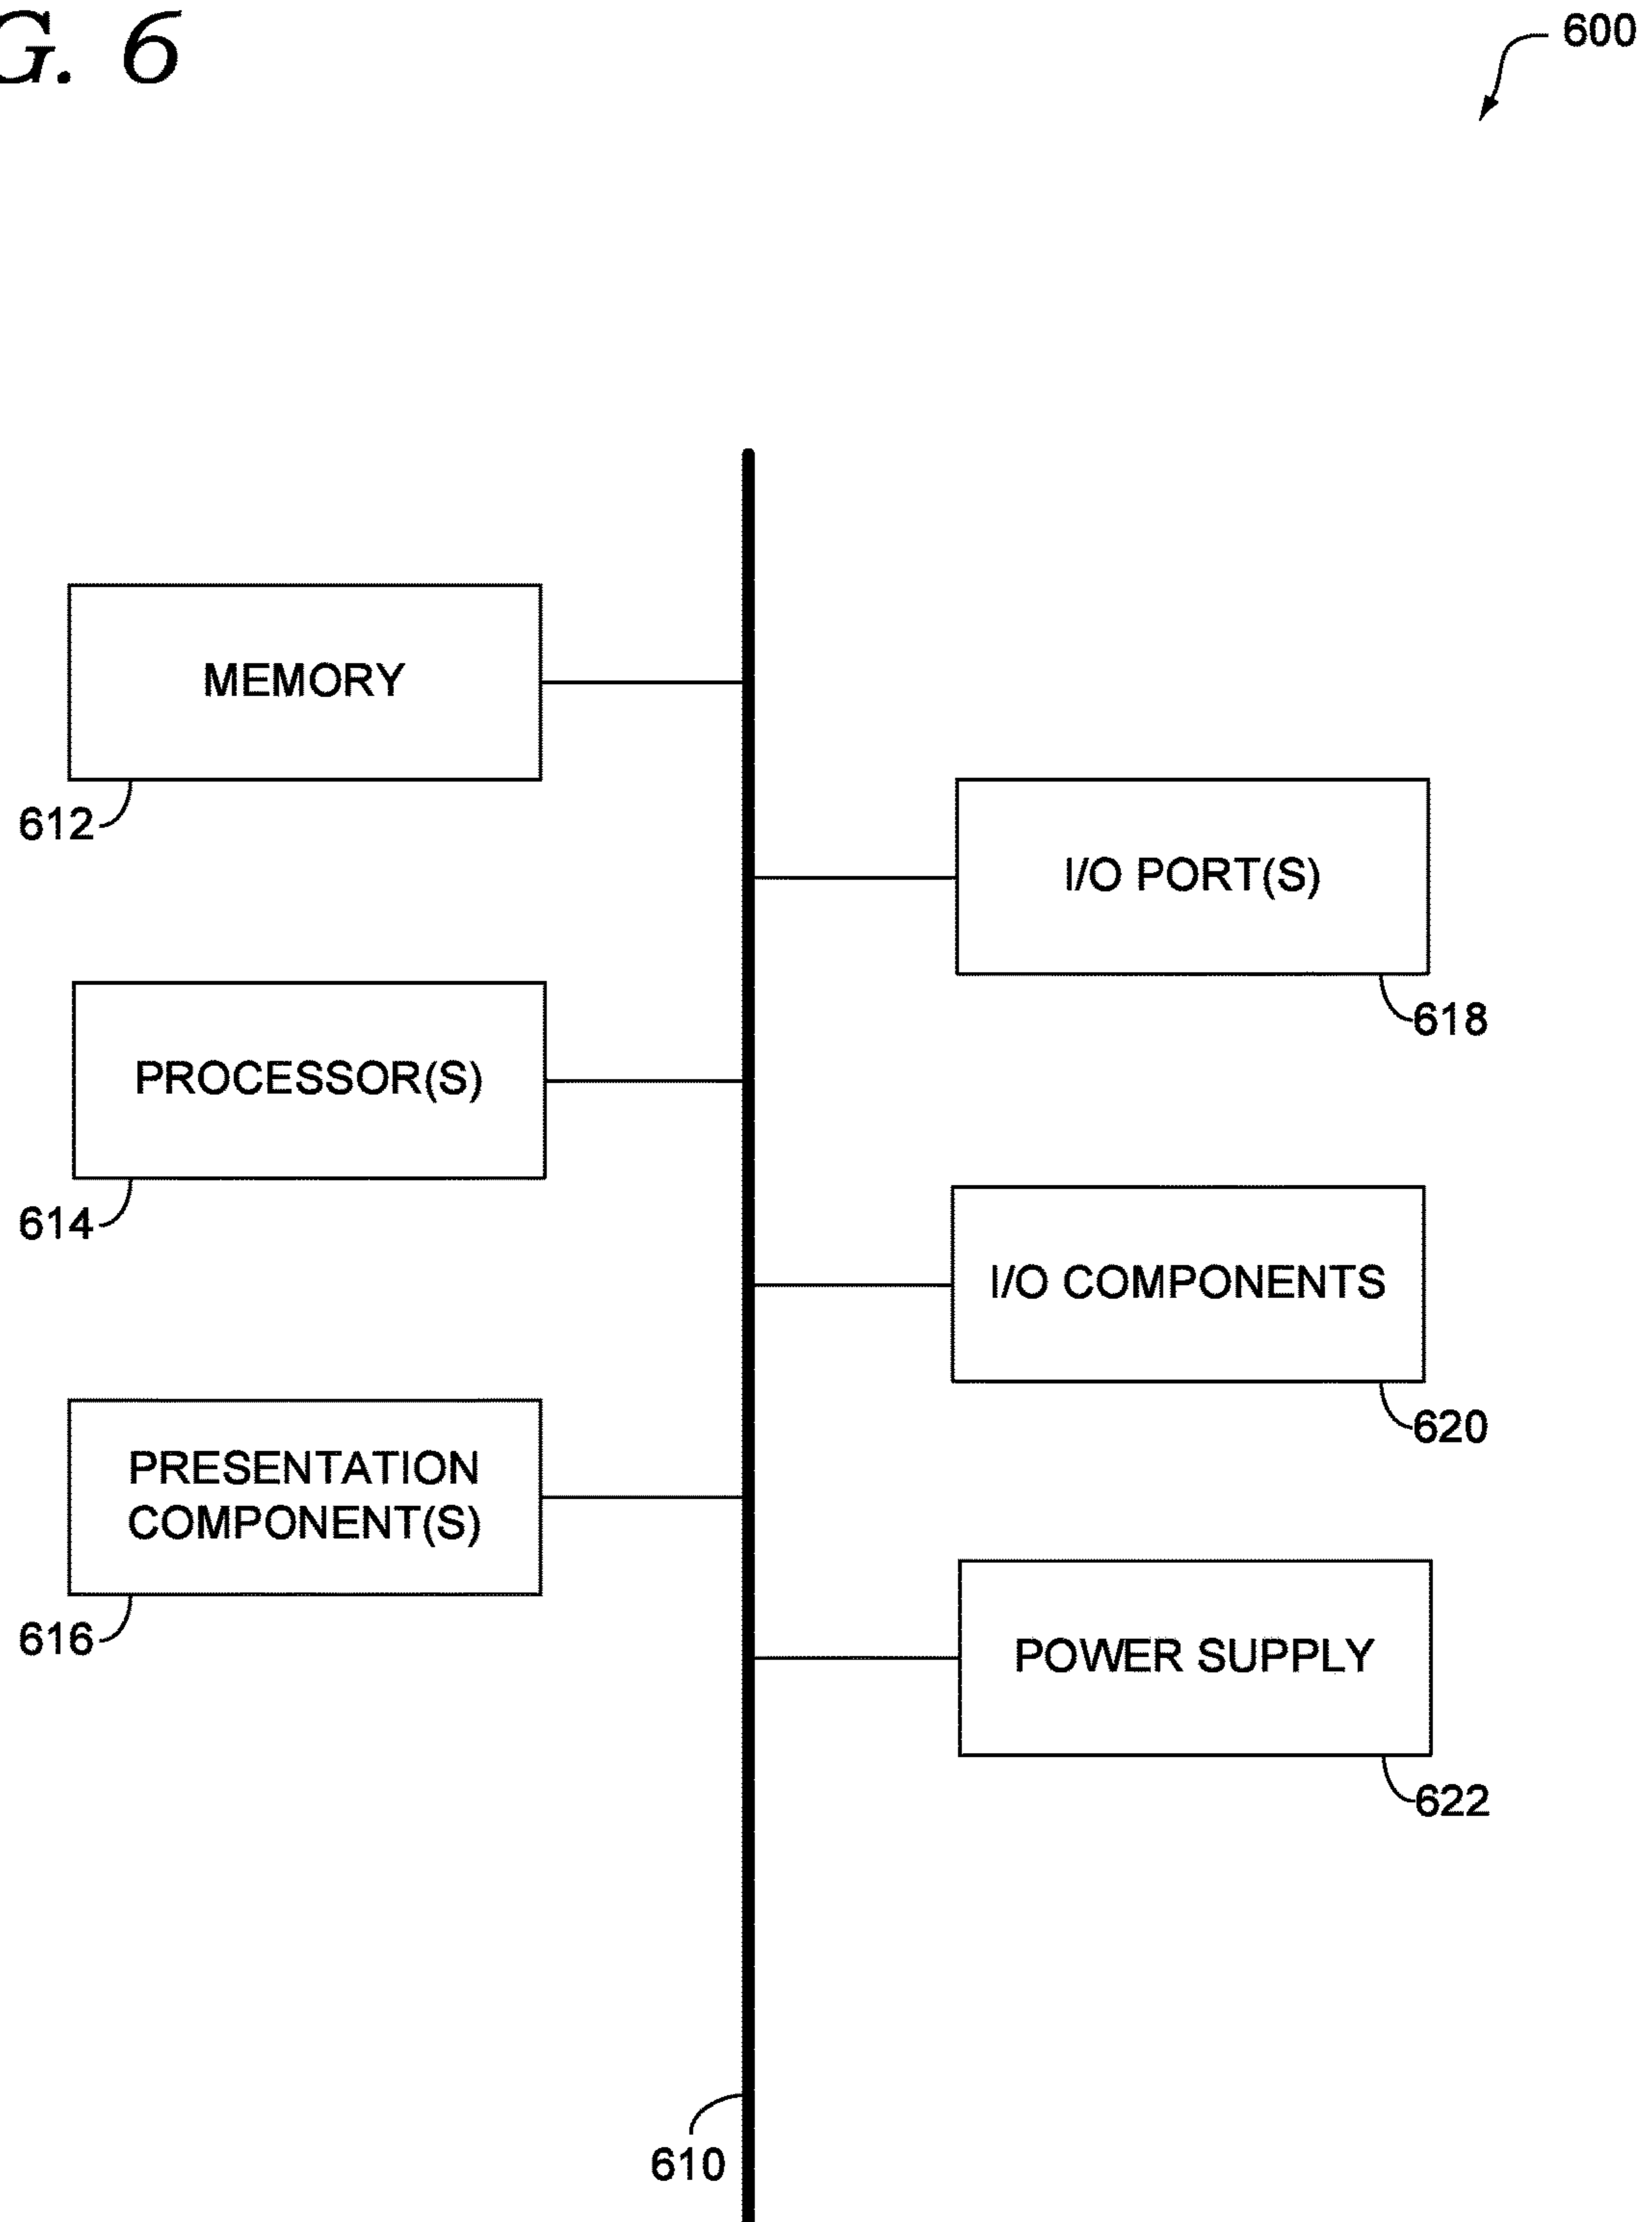 G. 6
600
MEMORY
612
I/O PORT(S)
618
PROCESSOR(S)
614
I/O COMPONENTS
620
PRESENTATION
COMPONENT(S)
616
POWER SUPPLY
622
610